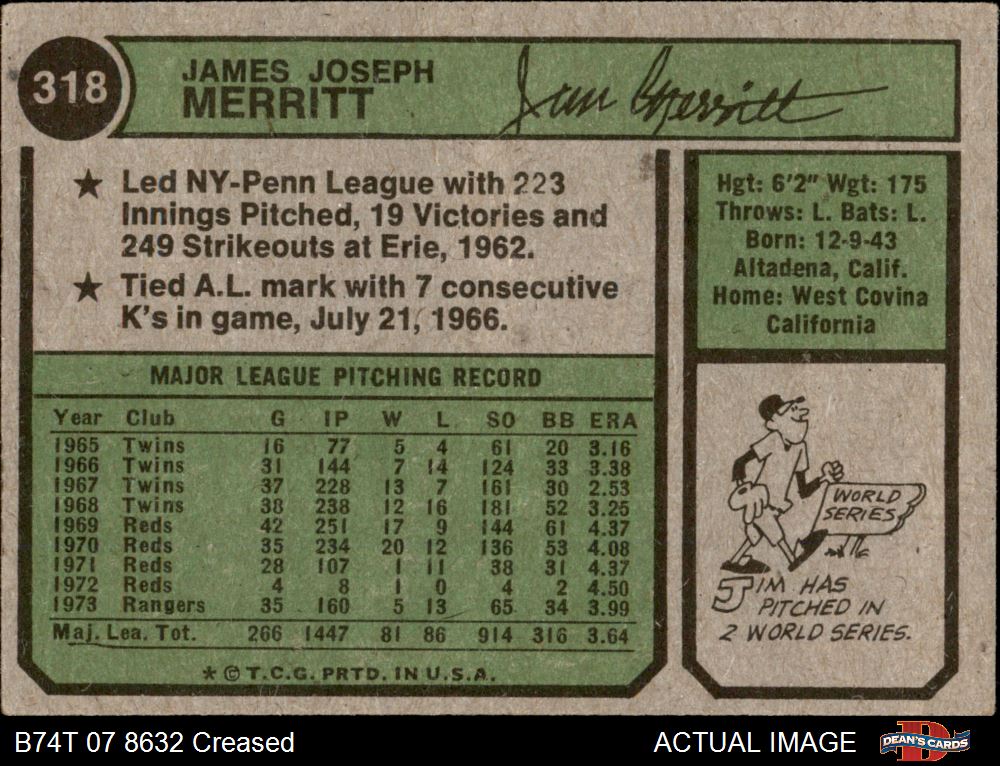 318
JAMES JOSEPH
MERRITT
Jim Merritt
★ Led NY-Penn League with 223
Innings Pitched, 19 Victories and
249 Strikeouts at Erie, 1962.
★ Tied A.L. mark with 7 consecutive
K's in game, July 21, 1966.
MAJOR LEAGUE PITCHING RECORD
Year Club G IP W L SO BB ERA
1965 Twins 16 77 5 4 61 20 3.16
1966 Twins 31 144 7 14 124 33 3.38
1967 Twins 37 228 13 7 161 30 2.53
1968 Twins 38 238 12 16 181 52 3.25
1969 Reds 42 251 17 9 144 61 4.37
1970 Reds 35 234 20 12 136 53 4.08
1971 Reds 28 107 1 11 38 31 4.37
1972 Reds 4 8 1 0 4 2 4.50
1973 Rangers 35 160 5 13 65 34 3.99
Maj. Lea. Tot. 266 1447 81 86 914 316 3.64
* © T.C.G. PRTD. IN U.S.A.
Hgt: 6'2" Wgt: 175
Throws: L. Bats: L.
Born: 12-9-43
Altadena, Calif.
Home: West Covina
California
WORLD
SERIES
JIM HAS
PITCHED IN
2 WORLD SERIES.
B74T 07 8632 Creased
ACTUAL IMAGE
DEAN'S CARDS